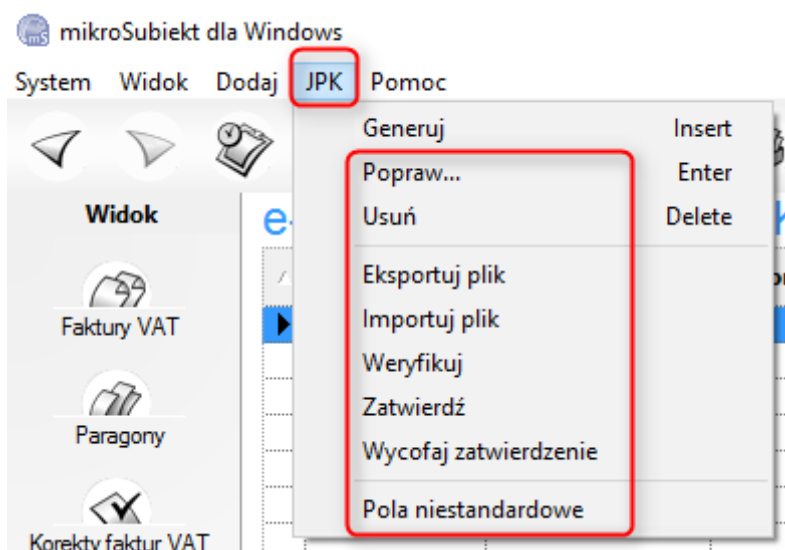 mikroSubiekt dla Windows
System Widok Dodaj JPK Pomoc
Generuj Insert
Popraw... Enter
Usuń Delete
Eksportuj plik
Importuj plik
Weryfikuj
Zatwierdź
Wycofaj zatwierdzenie
Pola niestandardowe
Widok
Faktury VAT
Paragony
Korekty faktur VAT
e-